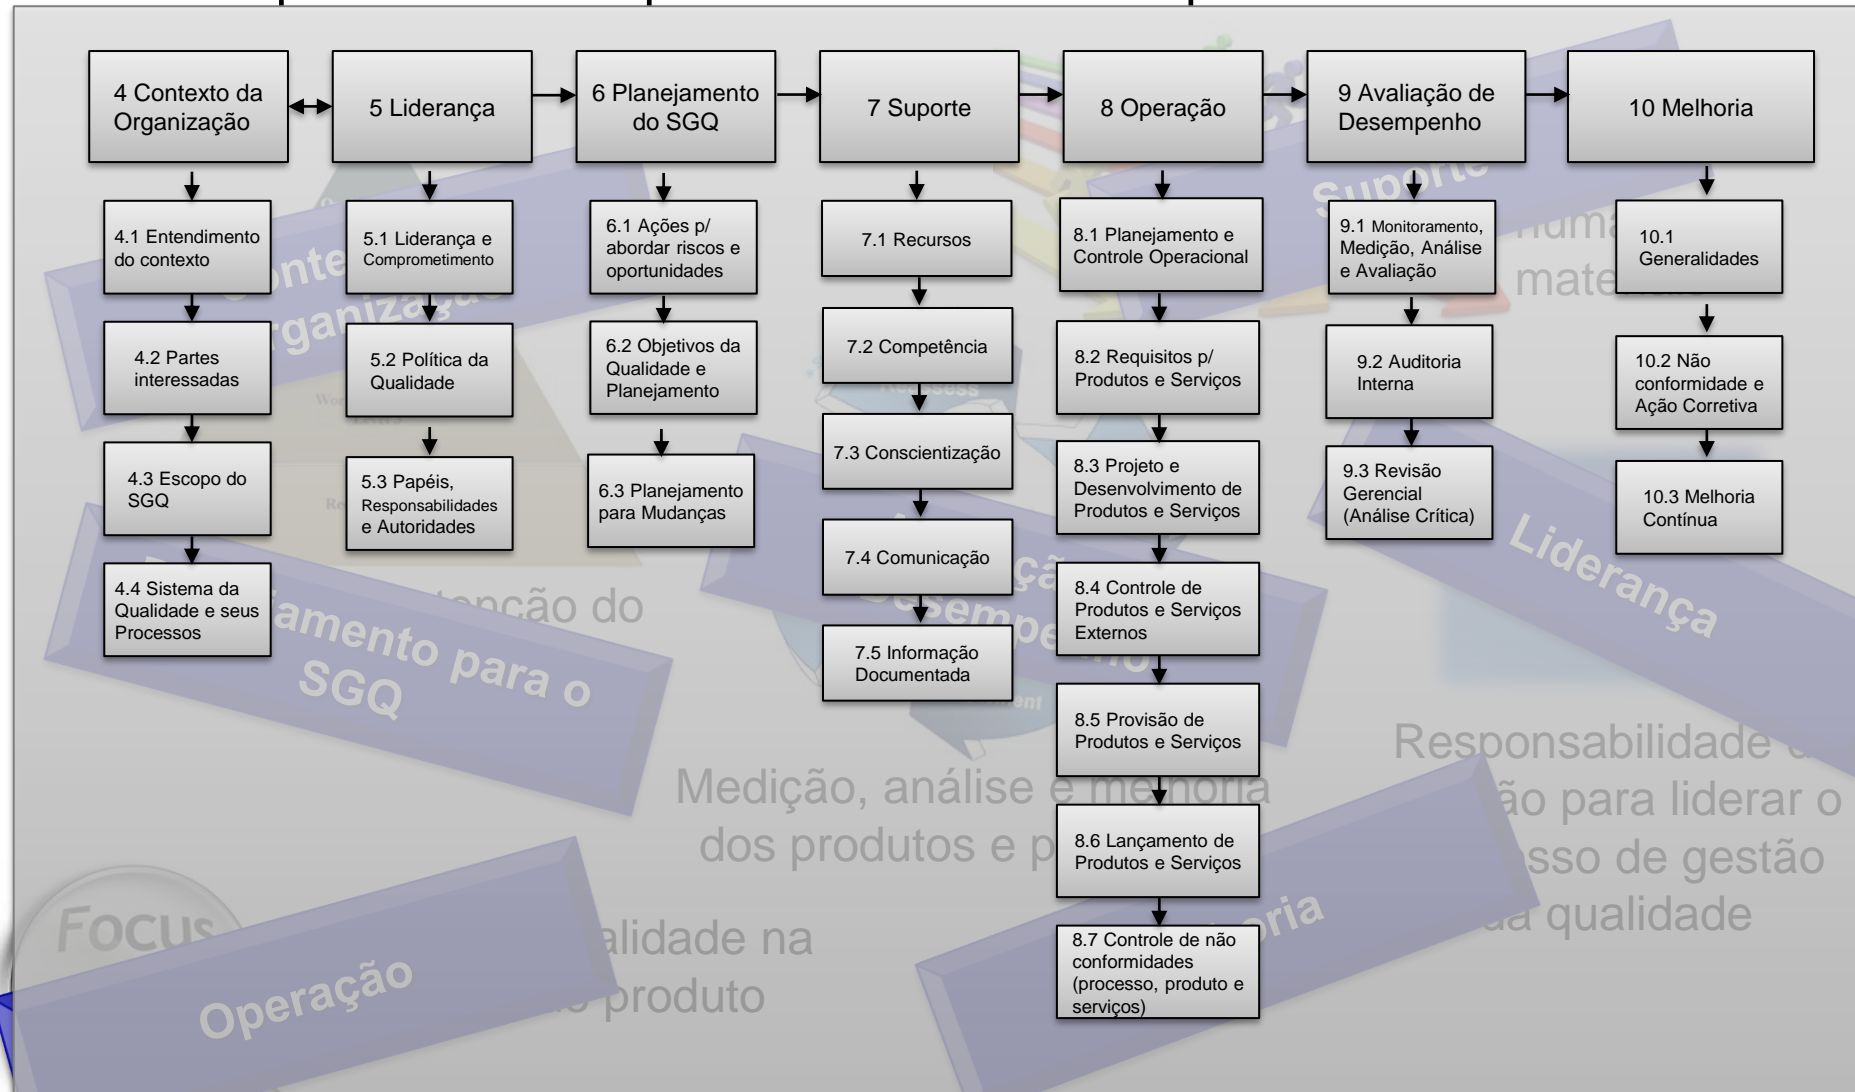 4 Contexto da
Organização
5 Liderança
6 Planejamento
do SGQ
7 Suporte
8 Operação
9 Avaliação de
Desempenho
10 Melhoria
4.1 Entendimento
do contexto
4.2 Partes
interessadas
4.3 Escopo do
SGQ
4.4 Sistema da
Qualidade e seus
Processos
5.1 Liderança e
Comprometimento
5.2 Política da
Qualidade
5.3 Papéis,
Responsabilidades
e Autoridades
6.1 Ações p/
abordar riscos e
oportunidades
6.2 Objetivos da
Qualidade e
Planejamento
6.3 Planejamento
para Mudanças
7.1 Recursos
7.2 Competência
7.3 Conscientização
7.4 Comunicação
7.5 Informação
Documentada
8.1 Planejamento e
Controle Operacional
8.2 Requisitos p/
Produtos e Serviços
8.3 Projeto e
Desenvolvimento de
Produtos e Serviços
8.4 Controle de
Produtos e Serviços
Externos
8.5 Provisão de
Produtos e Serviços
8.6 Lançamento de
Produtos e Serviços
8.7 Controle de não
conformidades
(processo, produto e
serviços)
9.1 Monitoramento,
Medição, Análise
e Avaliação
9.2 Auditoria
Interna
9.3 Revisão
Gerencial
(Análise Crítica)
10.1
Generalidades
10.2 Não
conformidade e
Ação Corretiva
10.3 Melhoria
Contínua
Suporte
Liderança
para o
SGQ
do
Medição, análise e melhoria
dos produtos e
Responsabilidade
para liderar o
de gestão
da qualidade
Focus
Operação
na
produto